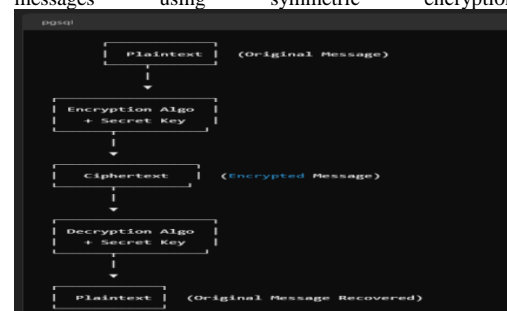 messages using symmetric encryption
pgsql
Plaintext (Original Message)
Encryption Algo
+ Secret Key
Ciphertext (Encrypted Message)
Decryption Algo
+ Secret Key
Plaintext (Original Message Recovered)